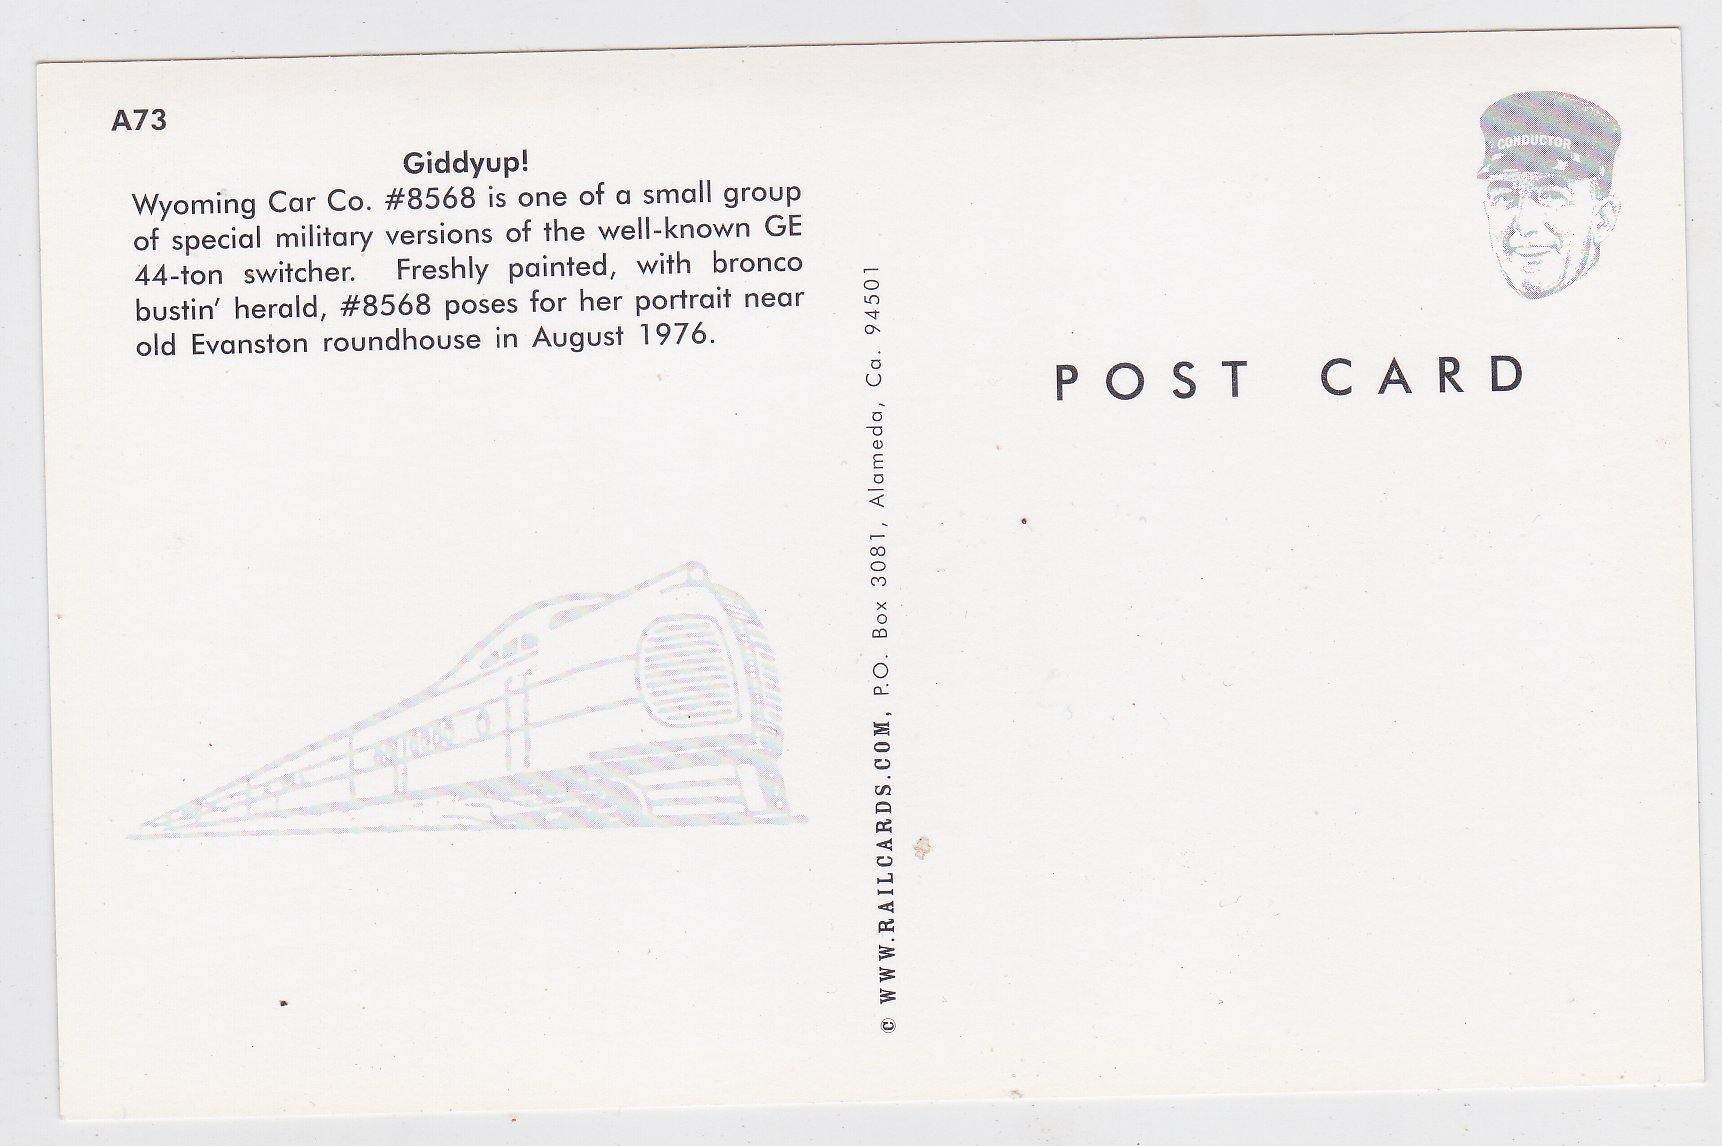 A73
Giddyup!
Wyoming Car Co. #8568 is one of a small group
of special military versions of the well-known GE
44-ton switcher. Freshly painted, with bronco
bustin' herald, #8568 poses for her portrait near
old Evanston roundhouse in August 1976.
© WWW.RAILCARDS.COM, P.O. Box 3081, Alameda, Ca. 94501
CONDUCTOR
POST CARD